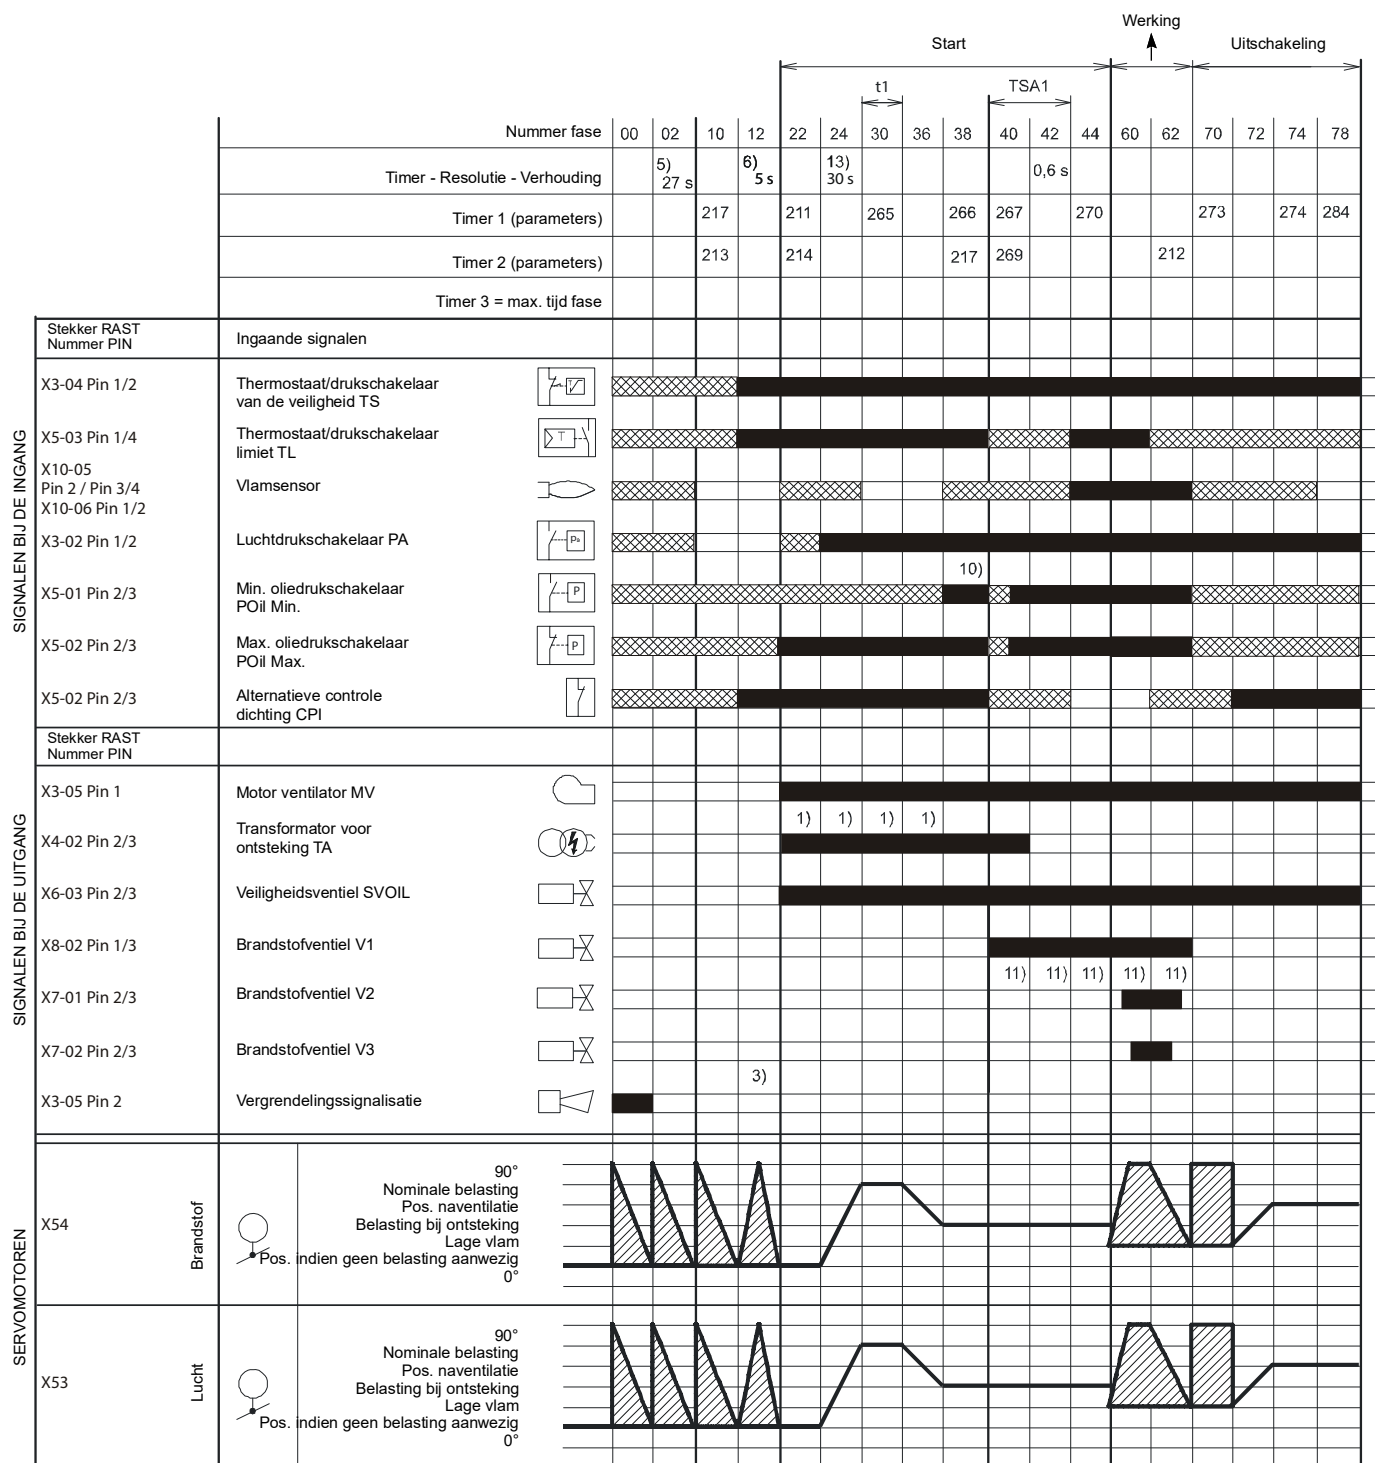 Werking
Start
Uitschakeling
t1
TSA1
Nummer fase 00 02 10 12 22 24 30 36 38 40 42 44 60 62 70 72 74 78
Timer - Resolutie - Verhouding 5) 27 s 6) 5 s 13) 30 s 0,6 s
Timer 1 (parameters) 217 211 265 266 267 270 273 274 284
Timer 2 (parameters) 213 214 217 269 212
Timer 3 = max. tijd fase
SIGNALEN BIJ DE INGANG
Stekker RAST
Nummer PIN
Ingaande signalen
X3-04 Pin 1/2
Thermostaat/drukschakelaar
van de veiligheid TS
X5-03 Pin 1/4
Thermostaat/drukschakelaar
limiet TL
T
X10-05
Pin 2 / Pin 3/4
X10-06 Pin 1/2
Vlamsensor
X3-02 Pin 1/2
Luchtdrukschakelaar PA
Pa
10)
X5-01 Pin 2/3
Min. oliedrukschakelaar
POil Min.
P
X5-02 Pin 2/3
Max. oliedrukschakelaar
POil Max.
P
X5-02 Pin 2/3
Alternatieve controle
dichting CPI
SIGNALEN BIJ DE UITGANG
Stekker RAST
Nummer PIN
X3-05 Pin 1
Motor ventilator MV
1) 1) 1) 1)
X4-02 Pin 2/3
Transformator voor
ontsteking TA
X6-03 Pin 2/3
Veiligheidsventiel SVOIL
X8-02 Pin 1/3
Brandstofventiel V1
11) 11) 11) 11) 11)
X7-01 Pin 2/3
Brandstofventiel V2
X7-02 Pin 2/3
Brandstofventiel V3
3)
X3-05 Pin 2
Vergrendelingssignalisatie
SERVOMOTOREN
X54
Brandstof
90°
Nominale belasting
Pos. naventilatie
Belasting bij ontsteking
Lage vlam
Pos. indien geen belasting aanwezig
0°
X53
Lucht
90°
Nominale belasting
Pos. naventilatie
Belasting bij ontsteking
Lage vlam
Pos. indien geen belasting aanwezig
0°